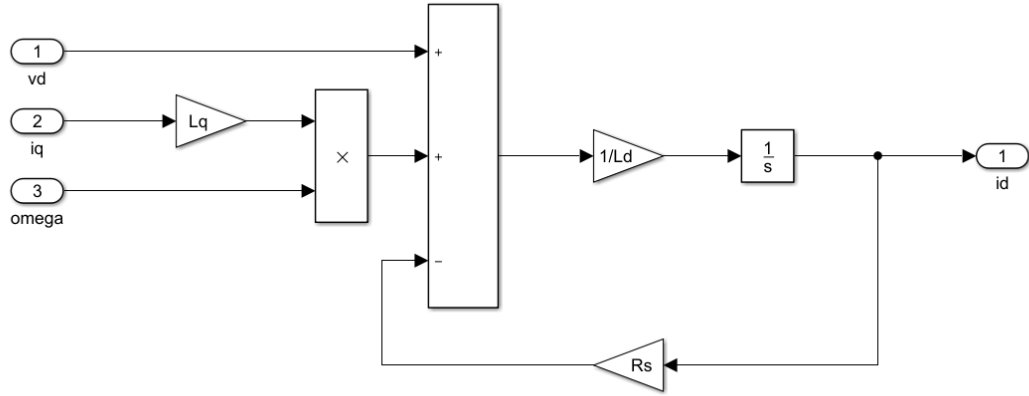 1
vd
2
iq
3
omega
Lq
×
+
+
−
1/Ld
1
s
1
id
Rs